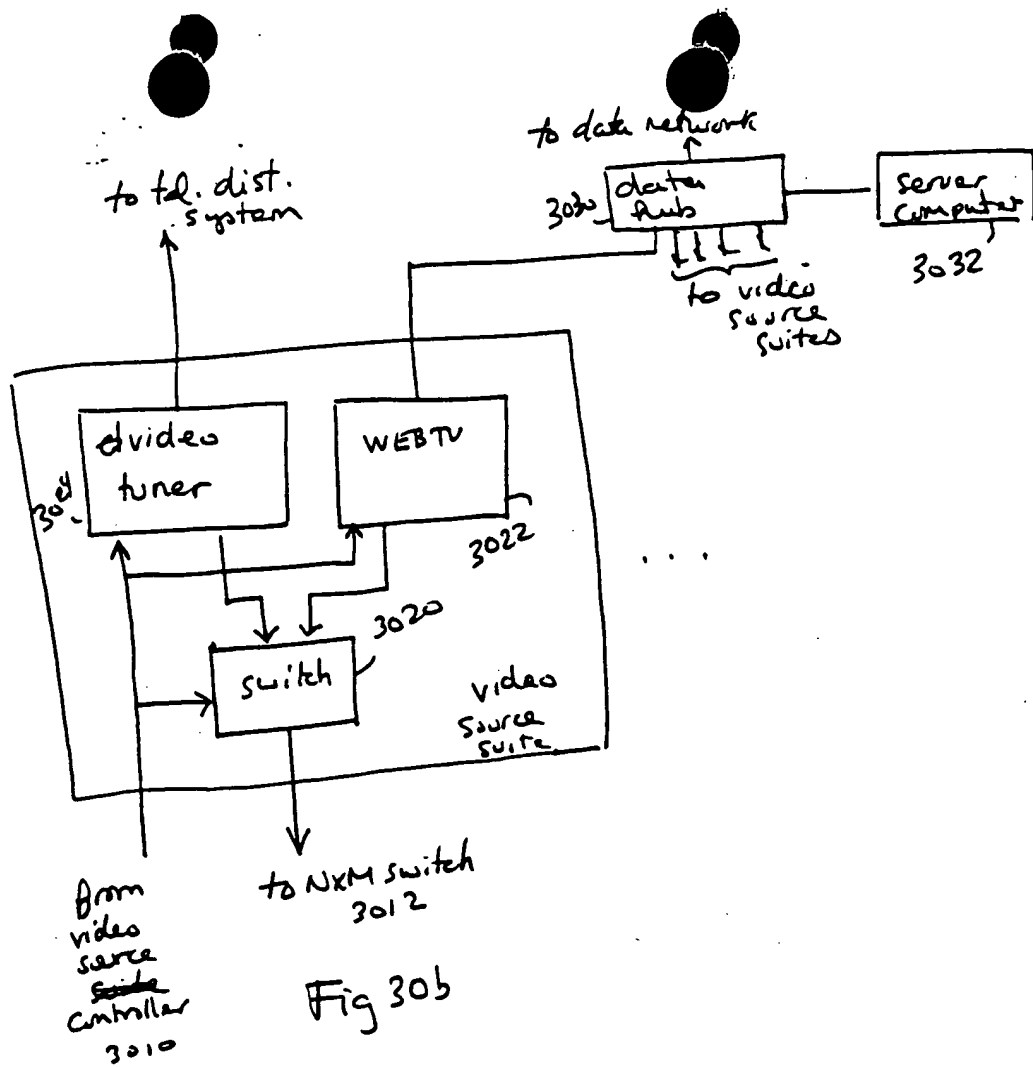 to data network
to tel. dist.
system
3030
data
hub
server
computer
3032
to video
source
suites
video
tuner
WEBTV
3022
3020
switch
video
source
suite
...
from
video
source
controller
3010
to NxM switch
3012
Fig 30b